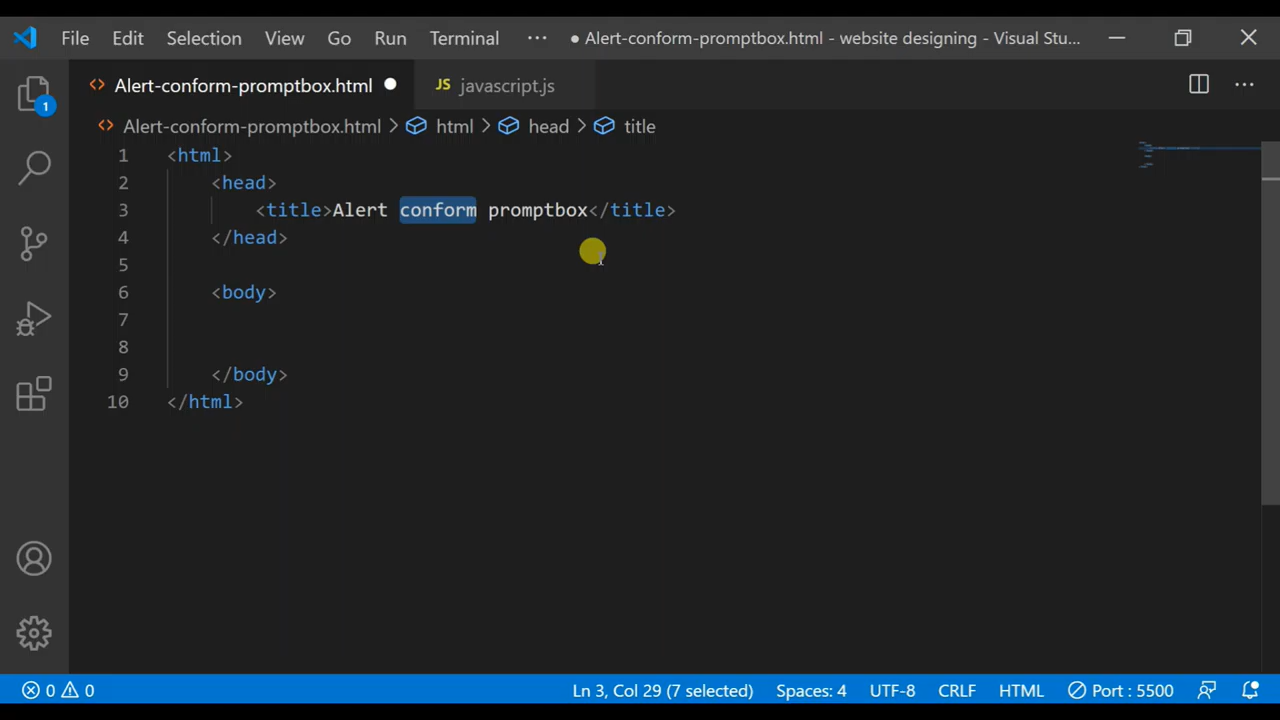 File Edit Selection View Go Run Terminal ··· ● Alert-conform-promptbox.html - website designing - Visual Stu...
1
<> Alert-conform-promptbox.html ●
JS javascript.js
···
<> Alert-conform-promptbox.html > html > head > title
1 <html>
2 <head>
3 <title>Alert conform promptbox</title>
4 </head>
5
6 <body>
7
8
9 </body>
10 </html>
0 0 Ln 3, Col 29 (7 selected) Spaces: 4 UTF-8 CRLF HTML Port : 5500